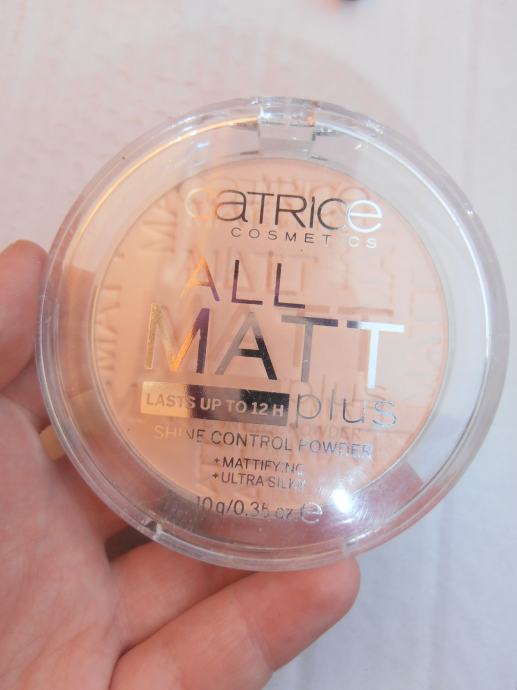 CATRICE
COSMETICS
ALL
MATT
LASTS UP TO 12 H plus
SHINE CONTROL POWDER
+MATTIFYING
+ULTRA SILKY
10 g/0.35 oz. e